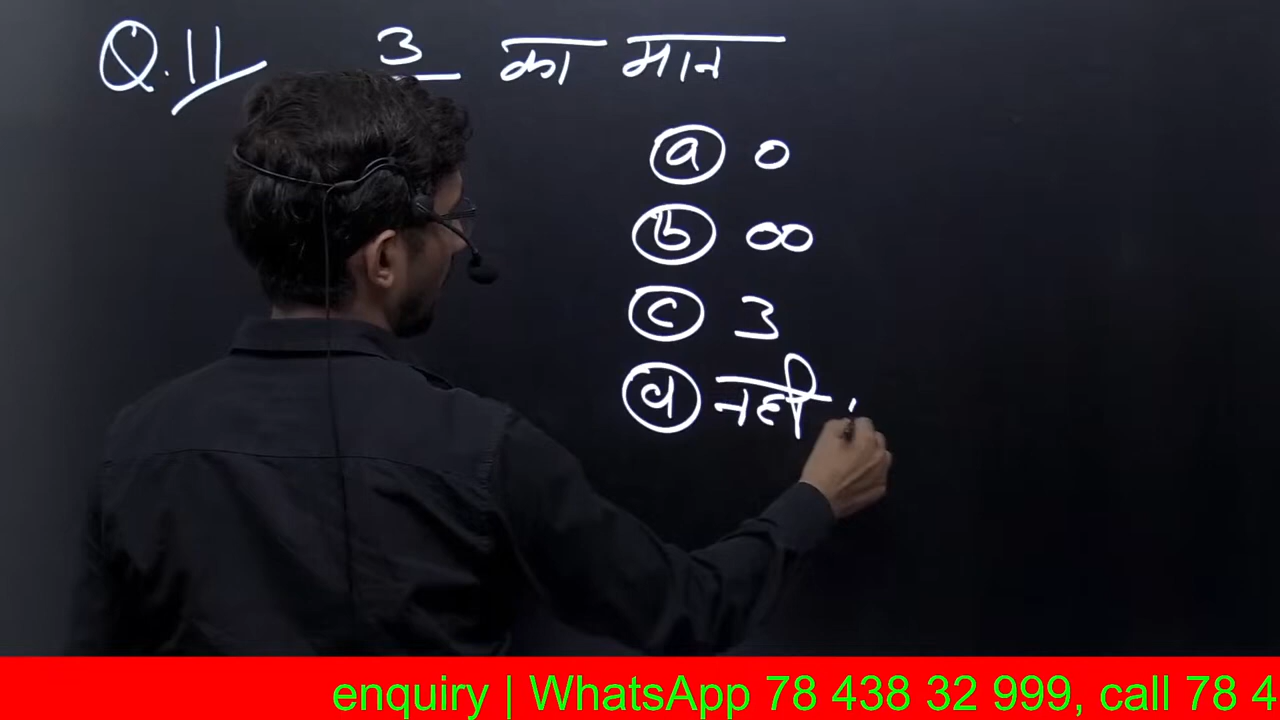 Q.11 3 का मान
(a) 0
(b) ∞
(c) 3
(d) नहीं
enquiry | WhatsApp 78 438 32 999, call 78 4